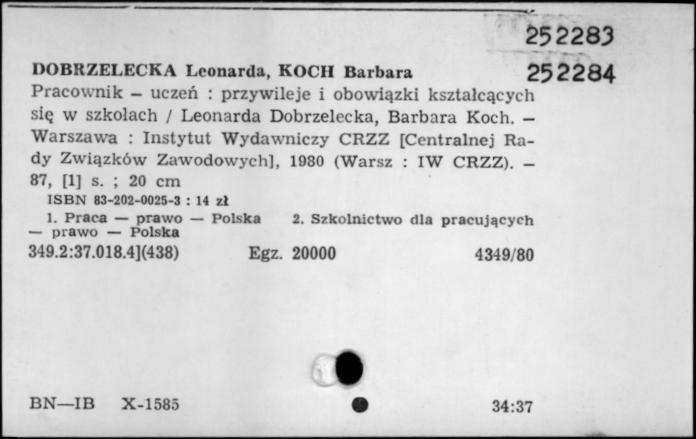 252283
DOBRZELECKA Leonarda, KOCH Barbara
252284
Pracownik — uczeń : przywileje i obowiązki kształcących
się w szkołach / Leonarda Dobrzelecka, Barbara Koch. —
Warszawa : Instytut Wydawniczy CRZZ [Centralnej Ra-
dy Związków Zawodowych], 1980 (Warsz : IW CRZZ). —
87, [1] s. ; 20 cm
ISBN 83-202-0025-3 : 14 zł
1. Praca — prawo — Polska 2. Szkolnictwo dla pracujących
— prawo — Polska
349.2:37.018.4](438) Egz. 20000 4349/80
BN—IB X-1585 34:37